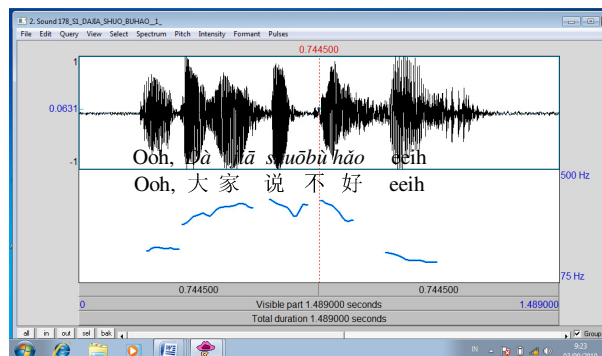 2. Sound 178_S1_DAJIA_SHUO_BUHAO__1_
File Edit Query View Select Spectrum Pitch Intensity Formant Pulses
0.744500
1
0.0631
-1
Ooh, Dà jiā shuōbù hǎo eeih
Ooh, 大 家 说 不 好 eeih
500 Hz
75 Hz
0.744500 0.744500
0 Visible part 1.489000 seconds 1.489000
Total duration 1.489000 seconds
all in out sel bak Group
IN 9:23